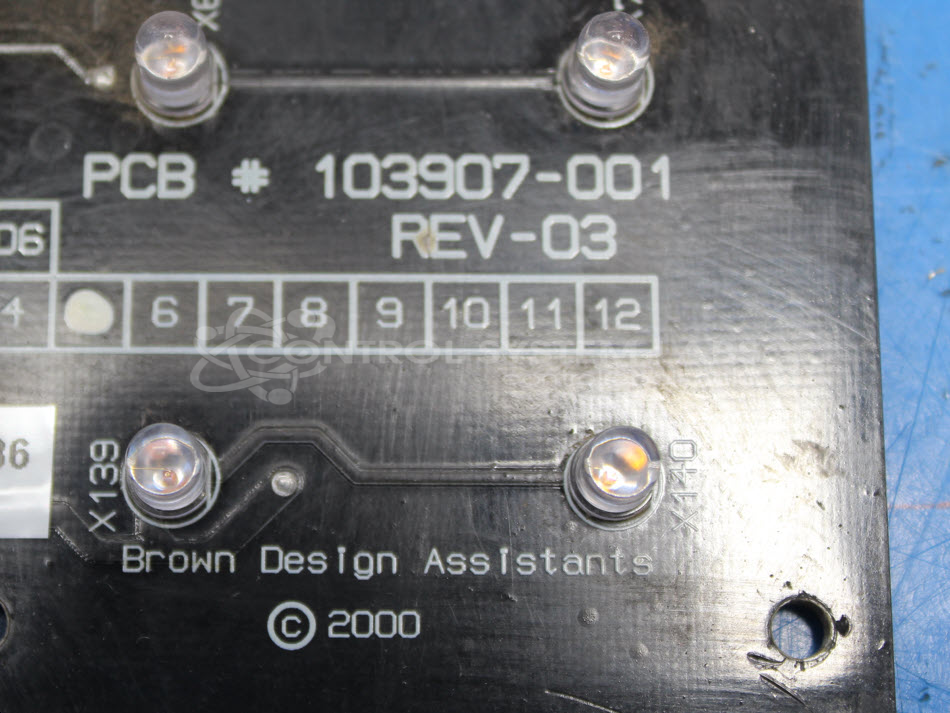 PCB # 103907-001
REV-03
06
4 6 7 8 9 10 11 12
CONTROL
36
X139
X140
Brown Design Assistants
© 2000